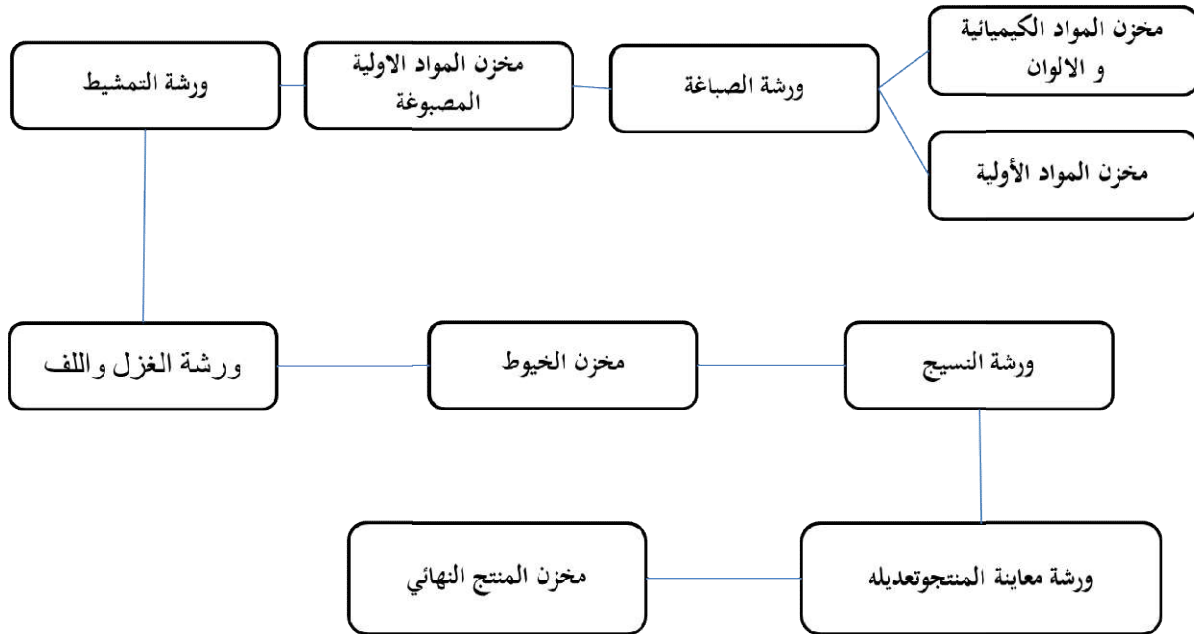 مخزن المواد الكيميائية
و الالوان
مخزن المواد الأولية
ورشة الصباغة
مخزن المواد الاولية
المصبوغة
ورشة التمشيط
ورشة الغزل واللف
مخزن الخيوط
ورشة النسيج
ورشة معاينة المنتجوتعديله
مخزن المنتج النهائي